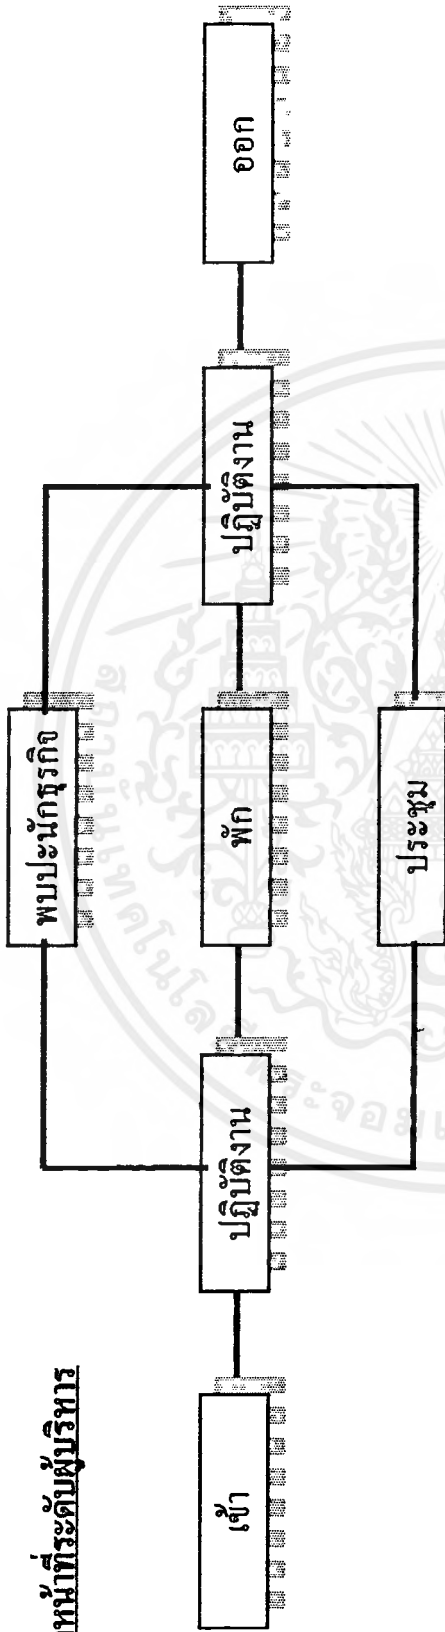 หน้าที่ระดับผู้บริหาร
เข้า
ปฏิบัติงาน
พบปะนักธุรกิจ
พัก
ประชุม
ปฏิบัติงาน
ออก